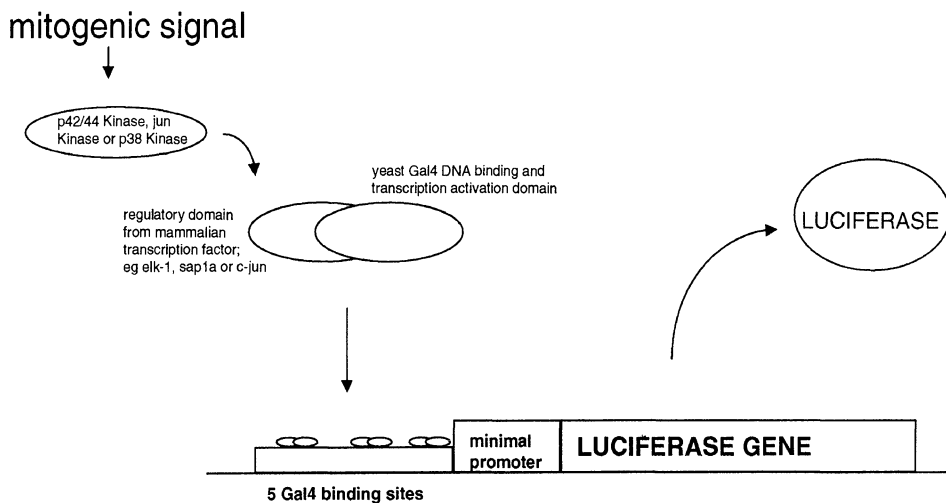 mitogenic signal
p42/44 Kinase, jun
Kinase or p38 Kinase
yeast Gal4 DNA binding and
transcription activation domain
regulatory domain
from mammalian
transcription factor;
eg elk-1, sap1a or c-jun
LUCIFERASE
minimal
promoter
LUCIFERASE GENE
5 Gal4 binding sites